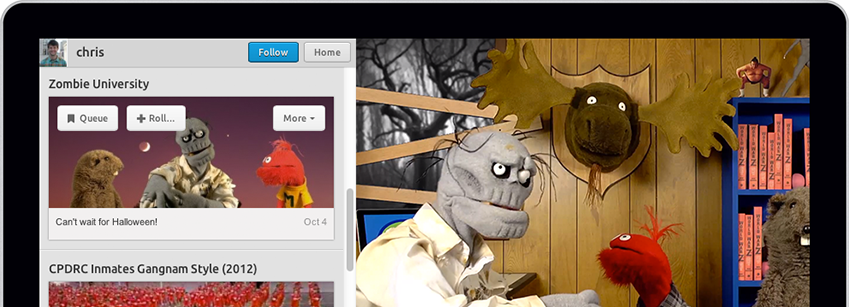 chris
Follow
Home
Zombie University
Queue
Roll...
More
Can't wait for Halloween!
Oct 4
CPDRC Inmates Gangnam Style (2012)